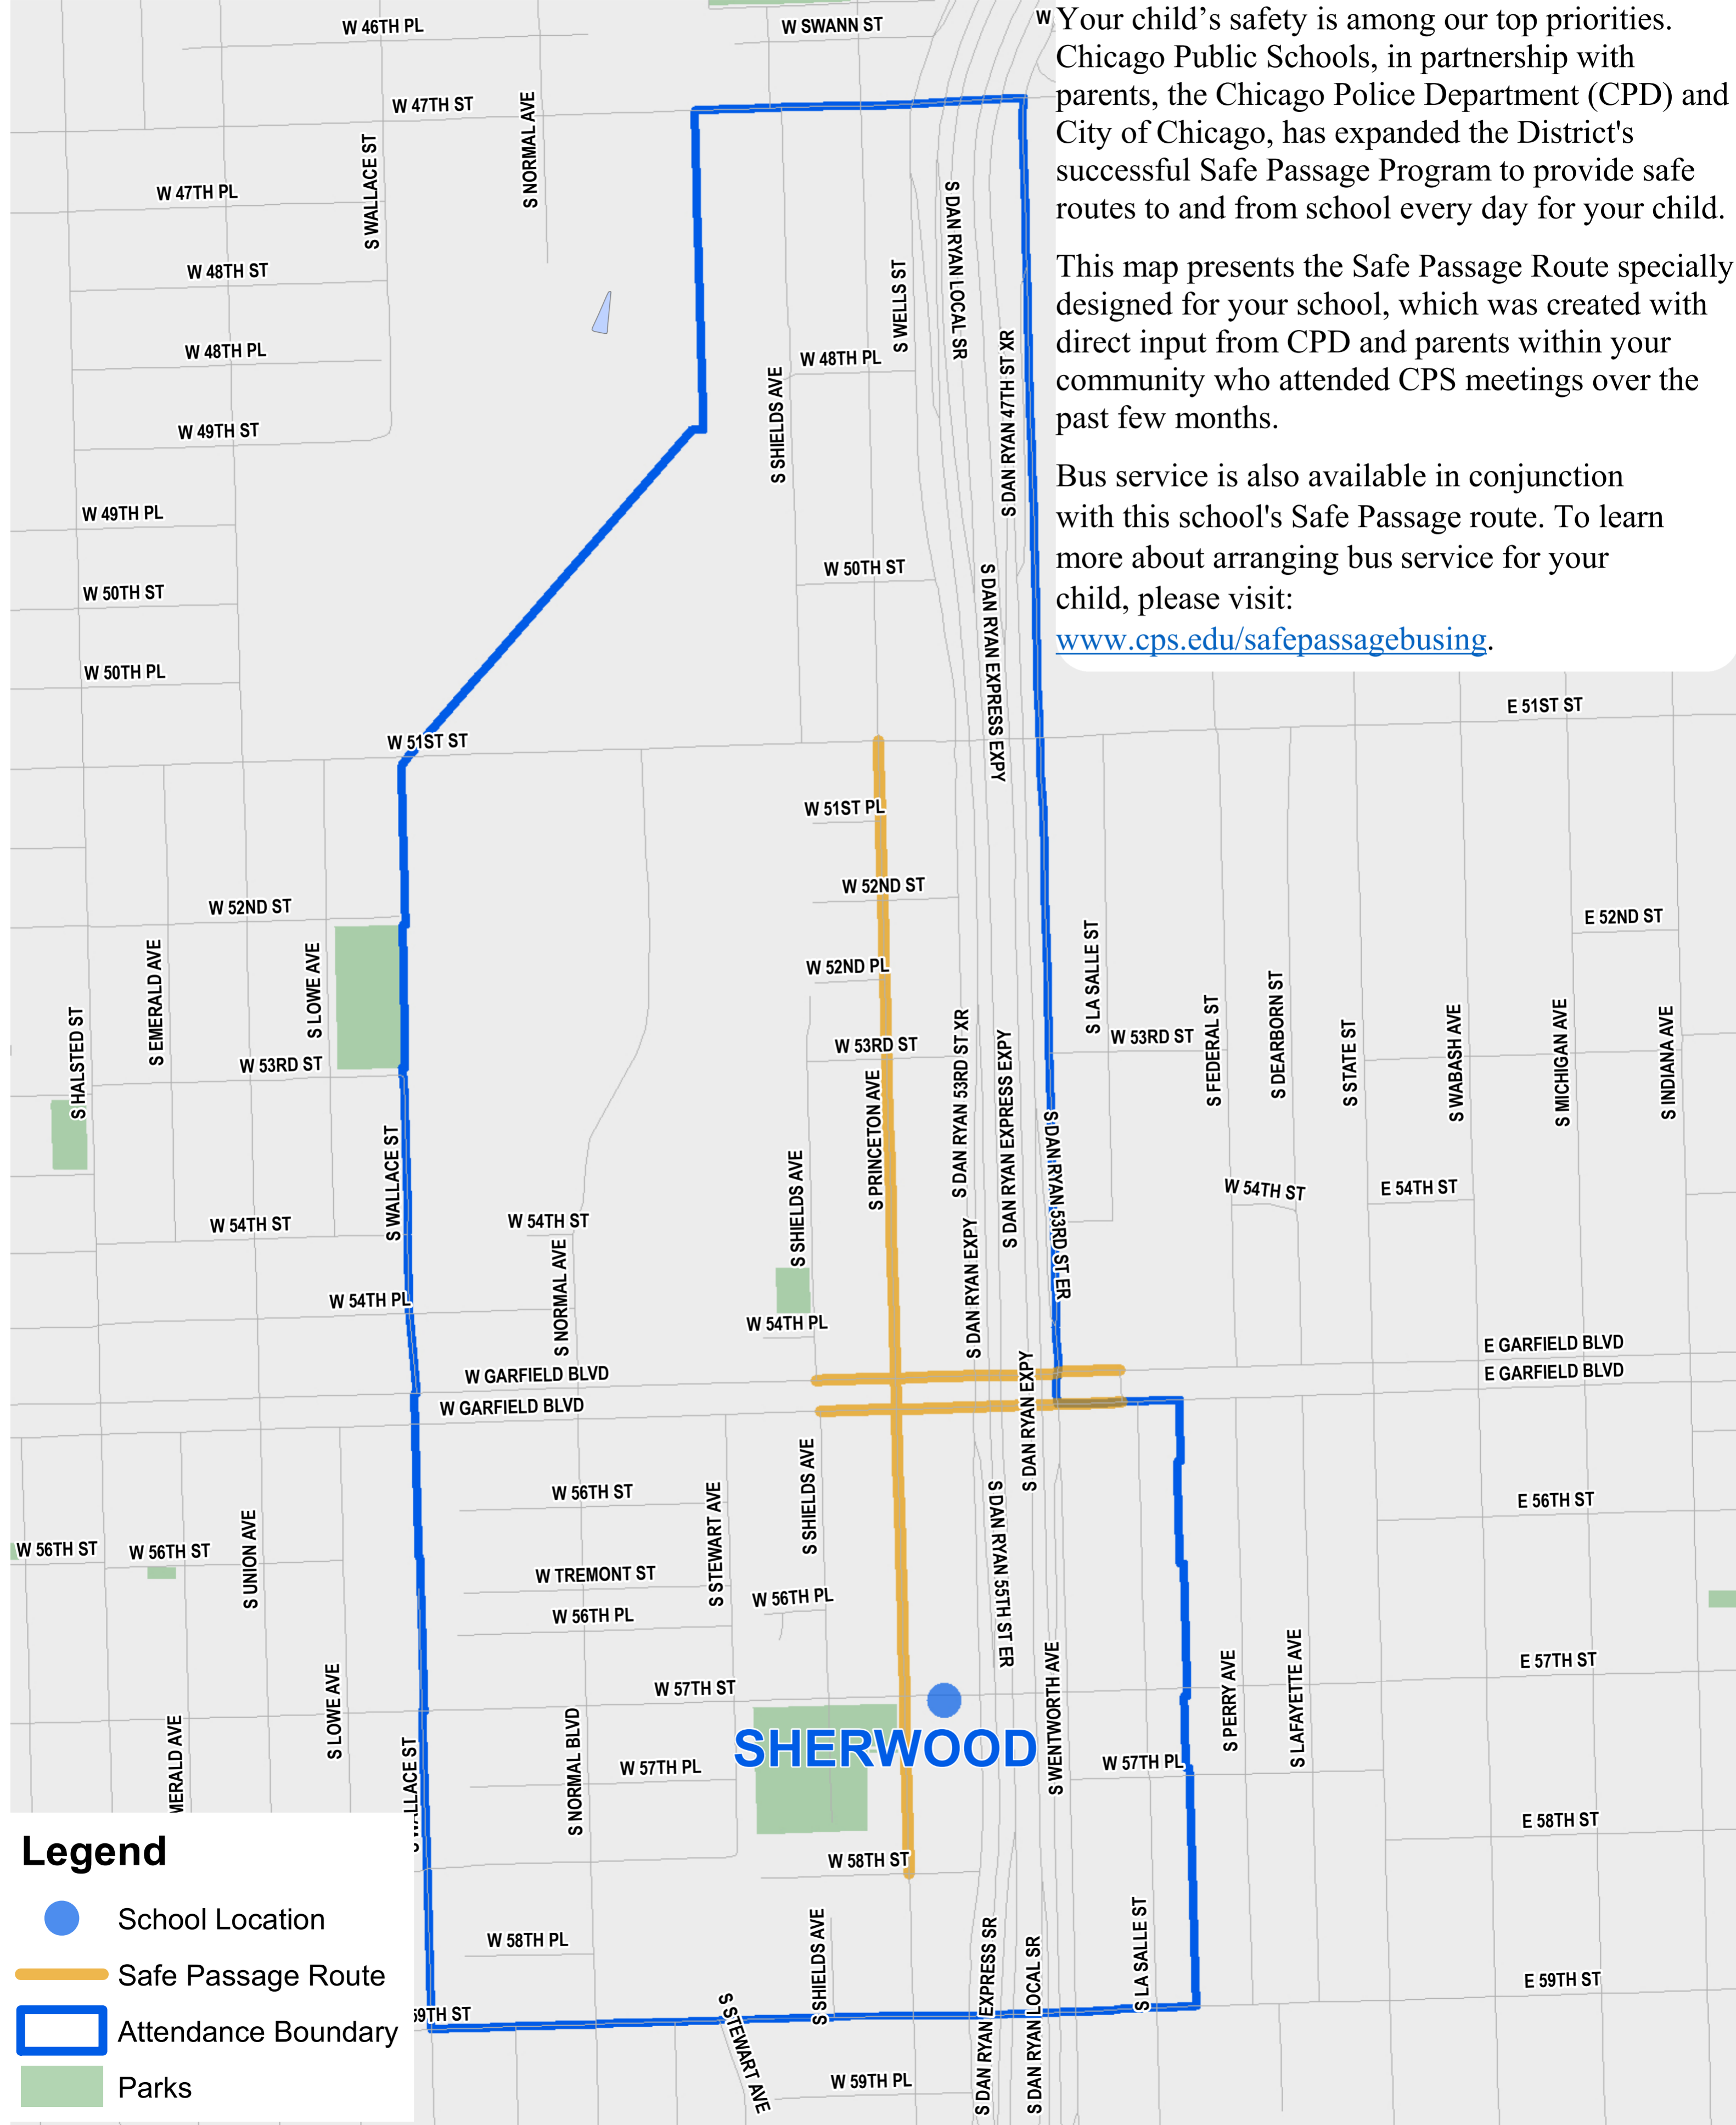 W 46TH PL
W SWANN ST
W
Your child’s safety is among our top priorities.
Chicago Public Schools, in partnership with
parents, the Chicago Police Department (CPD) and
City of Chicago, has expanded the District's
successful Safe Passage Program to provide safe
routes to and from school every day for your child.
This map presents the Safe Passage Route specially
designed for your school, which was created with
direct input from CPD and parents within your
community who attended CPS meetings over the
past few months.
Bus service is also available in conjunction
with this school's Safe Passage route. To learn
more about arranging bus service for your
child, please visit:
www.cps.edu/safepassagebusing.
W 47TH ST
S NORMAL AVE
S WALLACE ST
W 47TH PL
W 48TH ST
W 48TH PL
W 49TH ST
S WELLS ST
S DAN RYAN LOCAL SR
S DAN RYAN 47TH ST XR
W 48TH PL
S SHIELDS AVE
W 49TH PL
W 50TH ST
W 50TH ST
W 50TH PL
S DAN RYAN EXPRESS EXPY
E 51ST ST
W 51ST ST
W 51ST PL
W 52ND ST
W 52ND ST
E 52ND ST
W 52ND PL
S EMERALD AVE
S LOWE AVE
S LA SALLE ST
S HALSTED ST
W 53RD ST
W 53RD ST
W 53RD ST
S DAN RYAN 53RD ST XR
S DAN RYAN EXPRESS EXPY
S FEDERAL ST
S DEARBORN ST
S STATE ST
S WABASH AVE
S MICHIGAN AVE
S INDIANA AVE
S PRINCETON AVE
S DAN RYAN 53RD ST ER
S WALLACE ST
S SHIELDS AVE
W 54TH ST
W 54TH ST
W 54TH ST
E 54TH ST
S NORMAL AVE
S DAN RYAN EXPY
W 54TH PL
W 54TH PL
E GARFIELD BLVD
E GARFIELD BLVD
W GARFIELD BLVD
W GARFIELD BLVD
S DAN RYAN EXPY
S SHIELDS AVE
S STEWART AVE
W 56TH ST
E 56TH ST
S DAN RYAN 55TH ST ER
W 56TH ST
W 56TH ST
S UNION AVE
W TREMONT ST
W 56TH PL
W 56TH PL
S LOWE AVE
S WENTWORTH AVE
S PERRY AVE
S LAFAYETTE AVE
E 57TH ST
W 57TH ST
SHERWOOD
MERALD AVE
S WALLACE ST
S NORMAL BLVD
W 57TH PL
W 57TH PL
E 58TH ST
W 58TH ST
W 58TH PL
S SHIELDS AVE
S DAN RYAN EXPRESS SR
S DAN RYAN LOCAL SR
S LA SALLE ST
E 59TH ST
59TH ST
S STEWART AVE
W 59TH PL
Legend
School Location
Safe Passage Route
Attendance Boundary
Parks